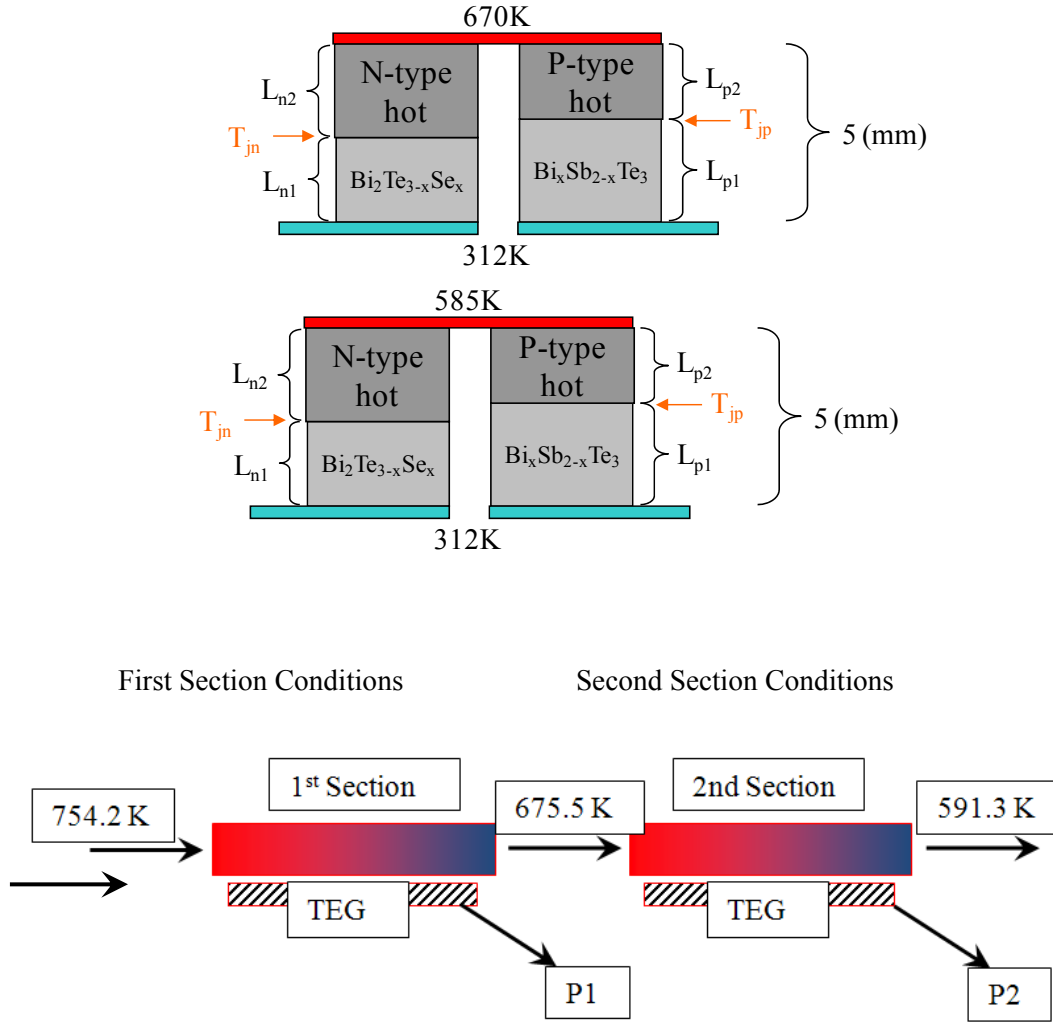 670K
N-type
hot
P-type
hot
Ln2
Lp2
Tjn
Tjp
5 (mm)
Ln1
Bi2Te3-xSex
BixSb2-xTe3
Lp1
312K
585K
N-type
hot
P-type
hot
Ln2
Lp2
Tjn
Tjp
5 (mm)
Ln1
Bi2Te3-xSex
BixSb2-xTe3
Lp1
312K
First Section Conditions
Second Section Conditions
1st Section
2nd Section
754.2 K
675.5 K
591.3 K
TEG
TEG
P1
P2